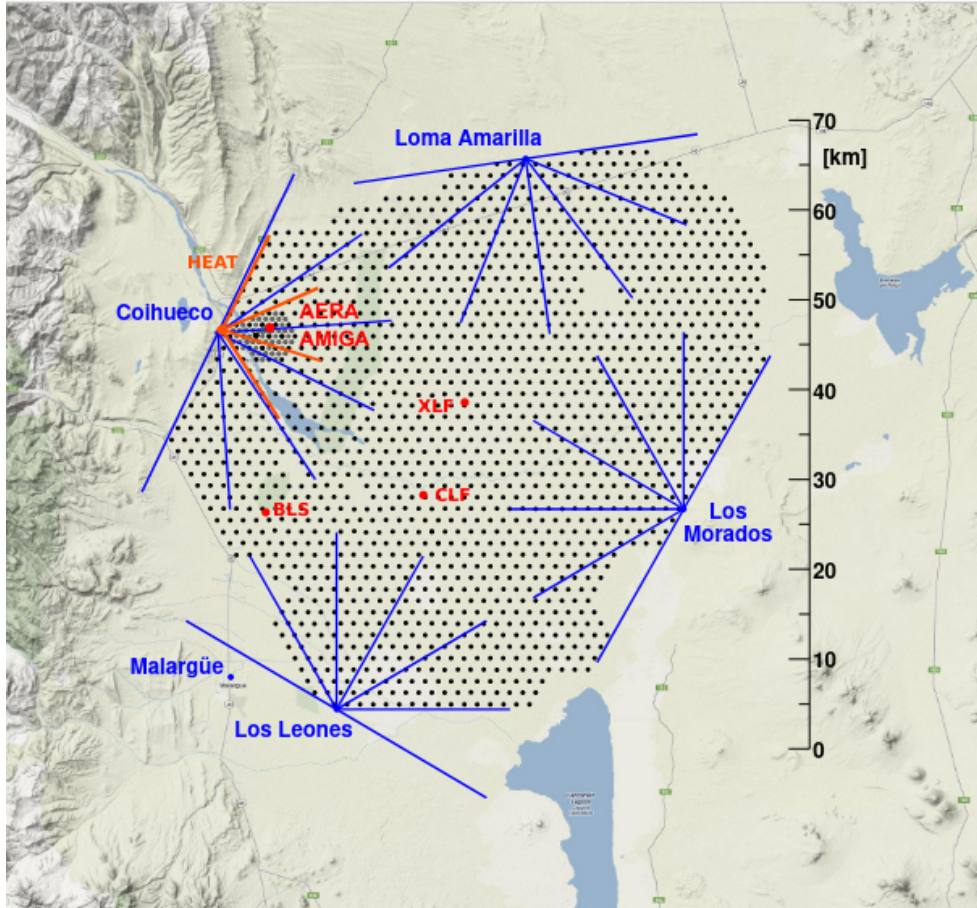 70
Loma Amarilla
[km]
60
HEAT
Coihueco
AERA
50
AMIGA
40
XLF
30
CLF
BLS
Los
Morados
20
Malargüe
10
Los Leones
0